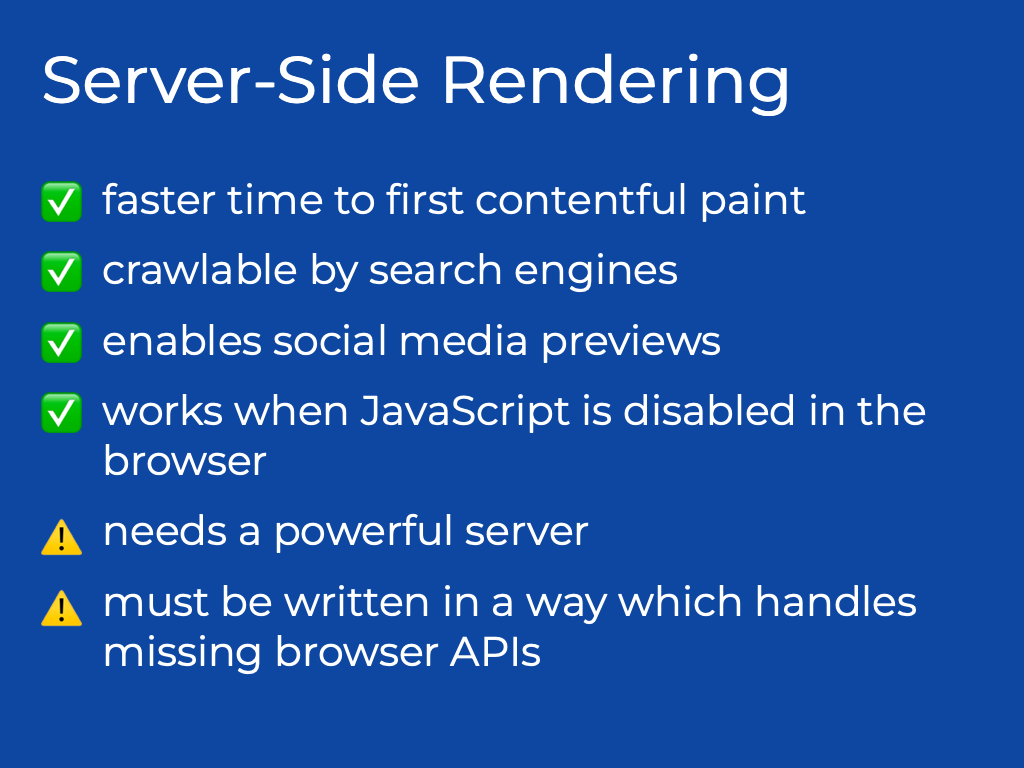 Server-Side Rendering
✅ faster time to first contentful paint
✅ crawlable by search engines
✅ enables social media previews
✅ works when JavaScript is disabled in the
browser
⚠️ needs a powerful server
⚠️ must be written in a way which handles
missing browser APIs